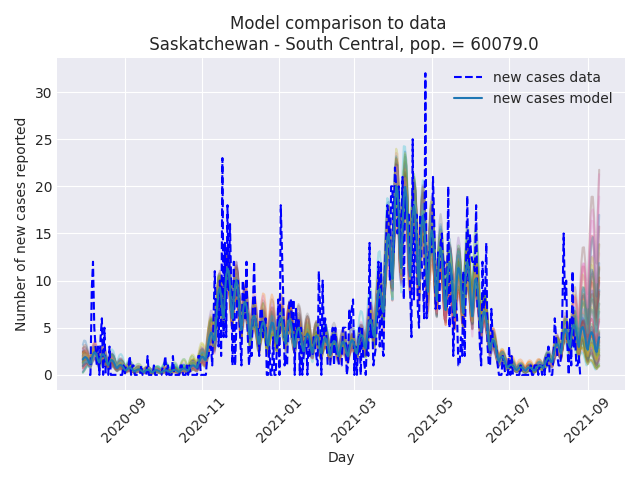 Model comparison to data
Saskatchewan - South Central, pop. = 60079.0
new cases data
new cases model
Number of new cases reported
30
25
20
15
10
5
0
2020-09
2020-11
2021-01
2021-03
2021-05
2021-07
2021-09
Day